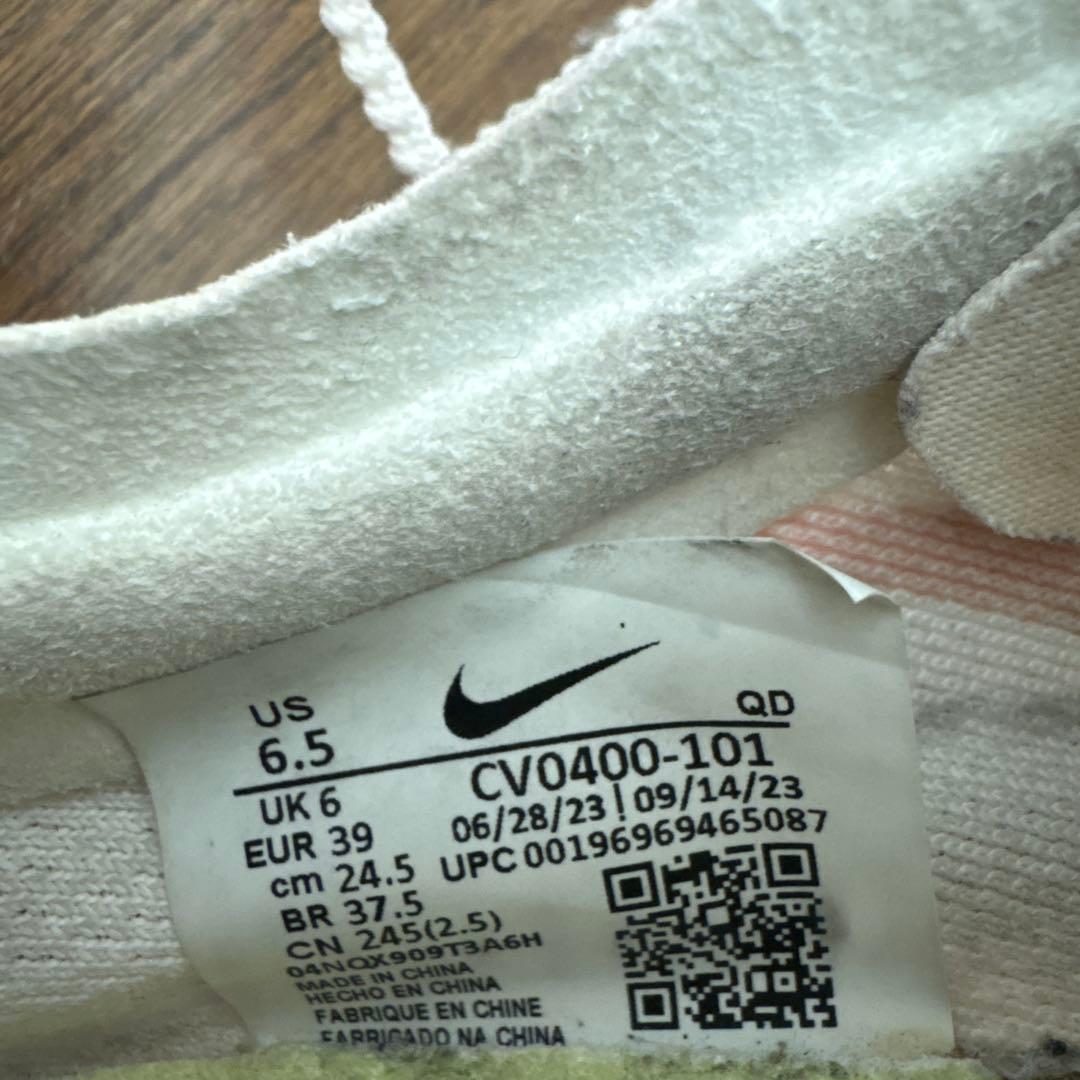 US
6.5
QD
UK 6
EUR 39
cm 24.5
BR 37.5
CN 245(2.5)
04NQX909T3A6H
MADE IN CHINA
HECHO EN CHINA
FABRIQUE EN CHINE
FABRICADO NA CHINA
CV0400-101
06/28/23 | 09/14/23
UPC 00196969465087